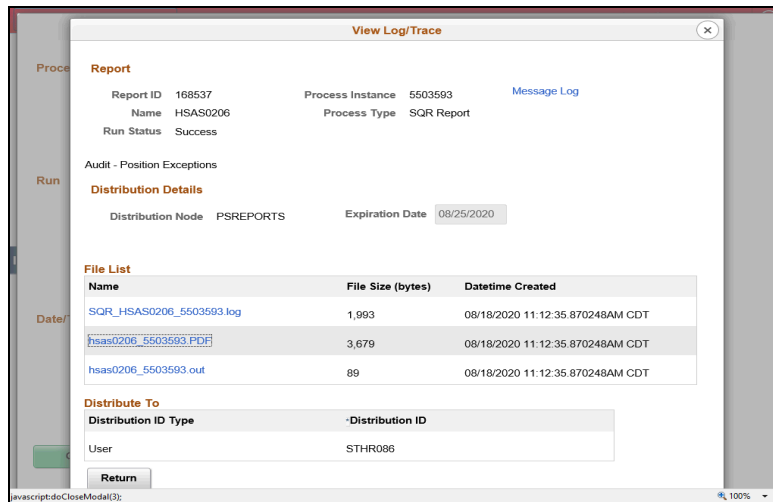 View Log/Trace
Proce
Report
Report ID 168537 Process Instance 5503593 Message Log
Name HSAS0206 Process Type SQR Report
Run Status Success
Audit - Position Exceptions
Run
Distribution Details
Distribution Node PSREPORTS Expiration Date 08/25/2020
File List
Name File Size (bytes) Datetime Created
SQR_HSAS0206_5503593.log 1,993 08/18/2020 11:12:35.870248AM CDT
Date/
hsas0206_5503593.PDF 3,679 08/18/2020 11:12:35.870248AM CDT
hsas0206_5503593.out 89 08/18/2020 11:12:35.870248AM CDT
Distribute To
Distribution ID Type *Distribution ID
User STHR086
Return
javascript:doCloseModal(3); 100%